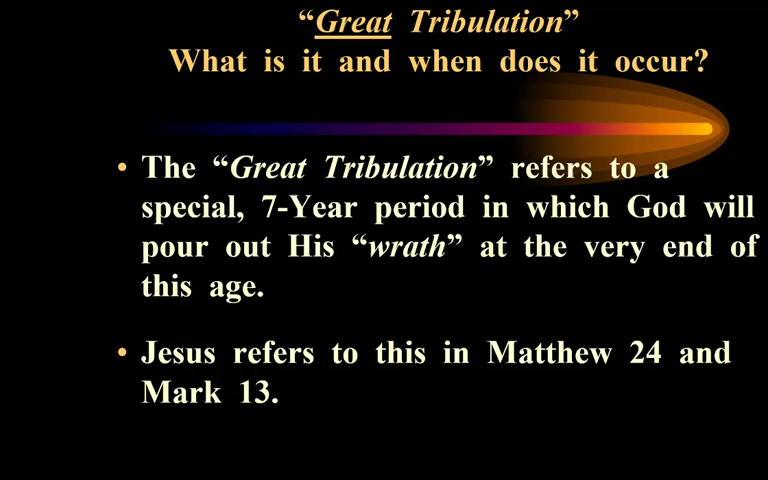 “Great Tribulation”
What is it and when does it occur?
• The “Great Tribulation” refers to a
special, 7-Year period in which God will
pour out His “wrath” at the very end of
this age.
• Jesus refers to this in Matthew 24 and
Mark 13.